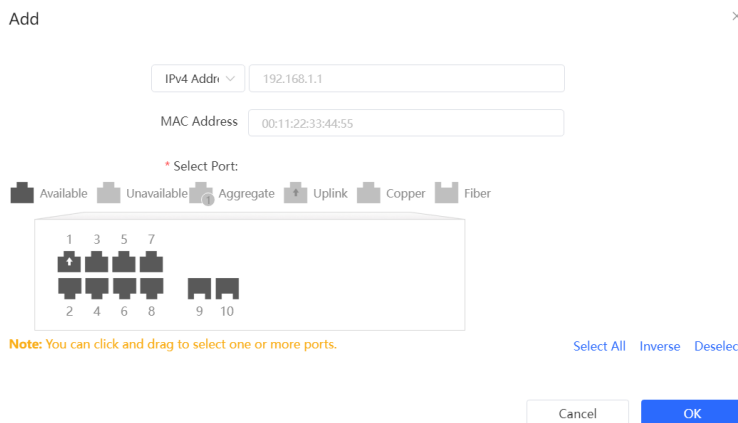 Add
IPv4 Addr
192.168.1.1
MAC Address
00:11:22:33:44:55
* Select Port:
Available Unavailable 1 Aggregate Uplink Copper Fiber
1 3 5 7
2 4 6 8 9 10
Note: You can click and drag to select one or more ports.
Select All Inverse Deselec
Cancel OK